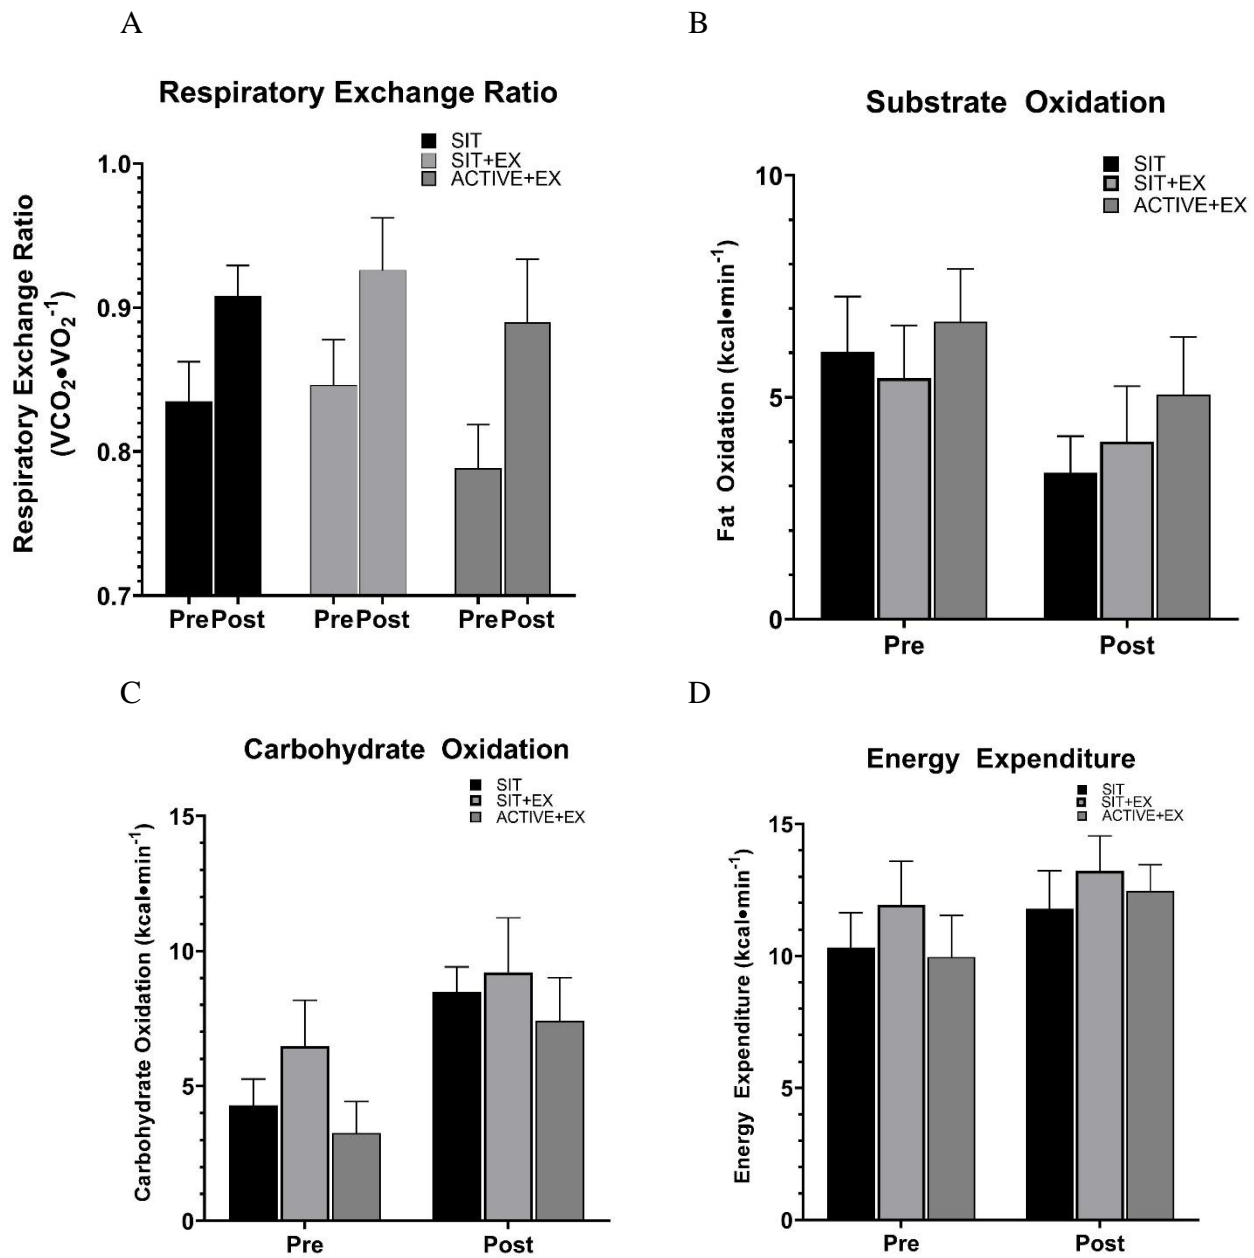 A
Respiratory Exchange Ratio
SIT
SIT+EX
ACTIVE+EX
Respiratory Exchange Ratio
(VCO₂•VO₂⁻¹)
1.0
0.9
0.8
0.7
Pre Post Pre Post Pre Post
B
Substrate Oxidation
SIT
SIT+EX
ACTIVE+EX
Fat Oxidation (kcal•min⁻¹)
10
5
0
Pre Post
C
Carbohydrate Oxidation
SIT
SIT+EX
ACTIVE+EX
Carbohydrate Oxidation (kcal•min⁻¹)
15
10
5
0
Pre Post
D
Energy Expenditure
SIT
SIT+EX
ACTIVE+EX
Energy Expenditure (kcal•min⁻¹)
15
10
5
0
Pre Post